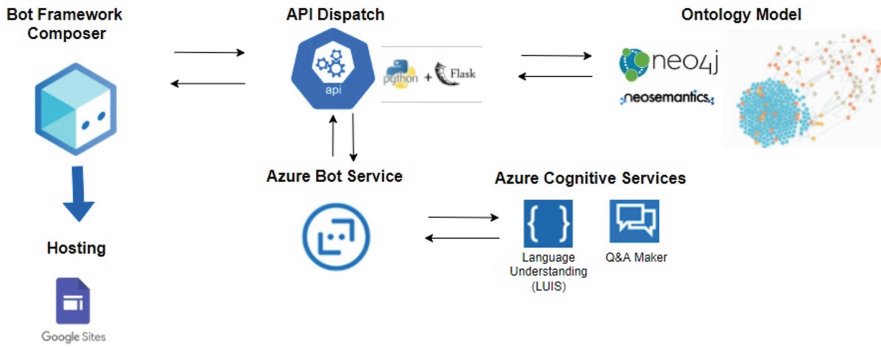 Bot Framework
Composer
API Dispatch
Ontology Model
api
python
+
Flask
neo4j
neosemantics
Azure Bot Service
Azure Cognitive Services
{ }
Language
Understanding
(LUIS)
Q&A Maker
Hosting
Google Sites